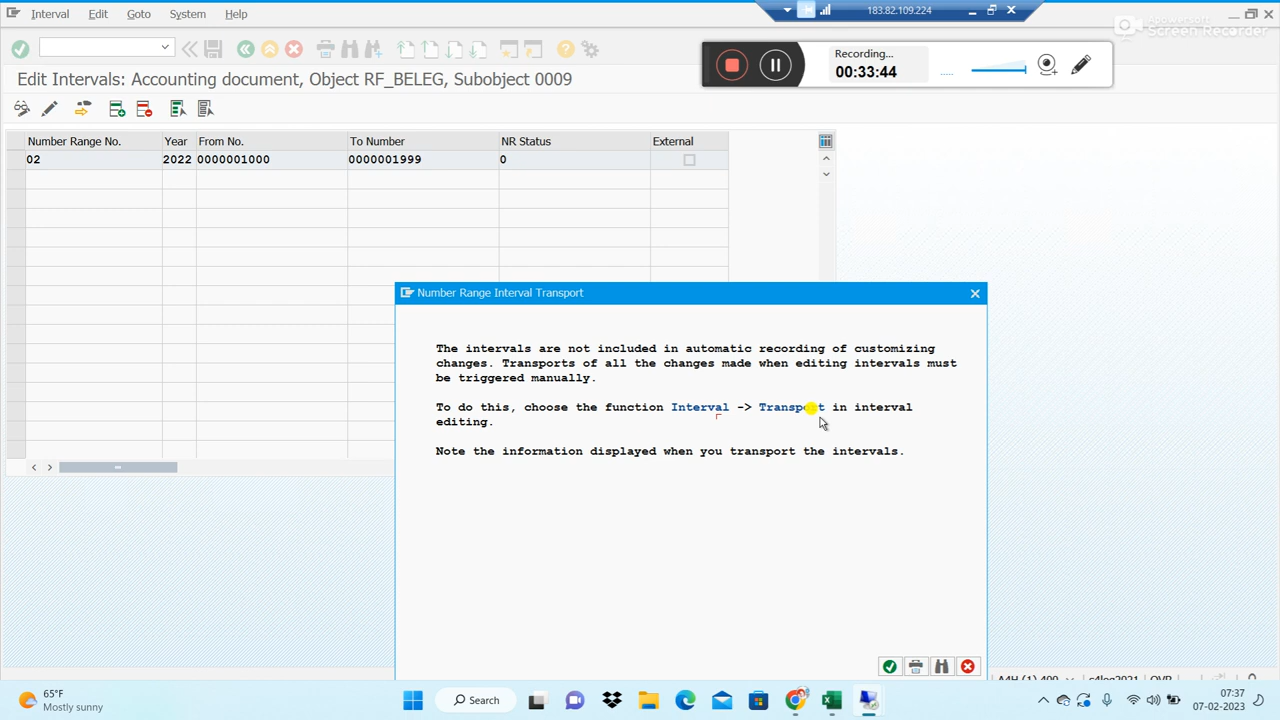 Interval Edit Goto System Help
183.82.109.224
Apowersoft
Screen Recorder
Recording...
00:33:44
Edit Intervals: Accounting document, Object RF_BELEG, Subobject 0009
Number Range No. Year From No. To Number NR Status External
02 2022 0000001000 0000001999 0
Number Range Interval Transport
The intervals are not included in automatic recording of customizing
changes. Transports of all the changes made when editing intervals must
be triggered manually.
To do this, choose the function Interval -> Transport in interval
editing.
Note the information displayed when you transport the intervals.
65°F
Mostly sunny
Search
07:37
07-02-2023